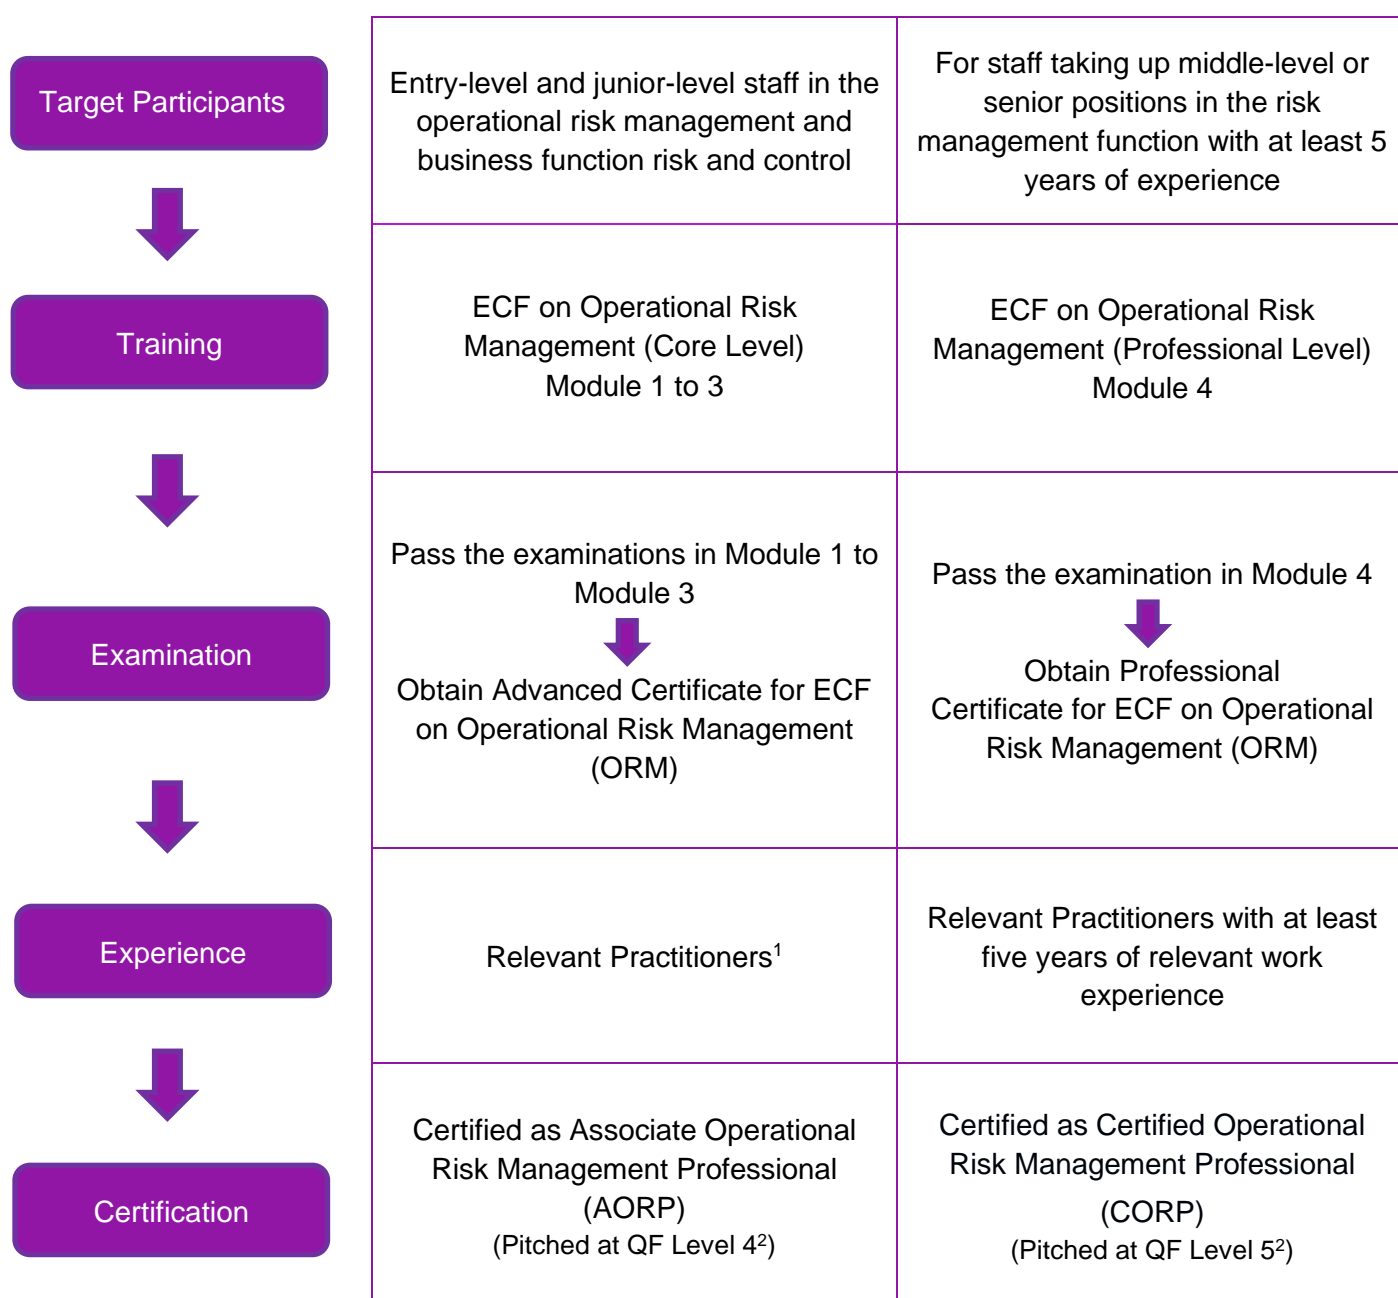 Target Participants
Entry-level and junior-level staff in the
operational risk management and
business function risk and control
For staff taking up middle-level or
senior positions in the risk
management function with at least 5
years of experience
Training
ECF on Operational Risk
Management (Core Level)
Module 1 to 3
ECF on Operational Risk
Management (Professional Level)
Module 4
Examination
Pass the examinations in Module 1 to
Module 3
Obtain Advanced Certificate for ECF
on Operational Risk Management
(ORM)
Pass the examination in Module 4
Obtain Professional
Certificate for ECF on Operational
Risk Management (ORM)
Experience
Relevant Practitioners¹
Relevant Practitioners with at least
five years of relevant work
experience
Certification
Certified as Associate Operational
Risk Management Professional
(AORP)
(Pitched at QF Level 4²)
Certified as Certified Operational
Risk Management Professional
(CORP)
(Pitched at QF Level 5²)